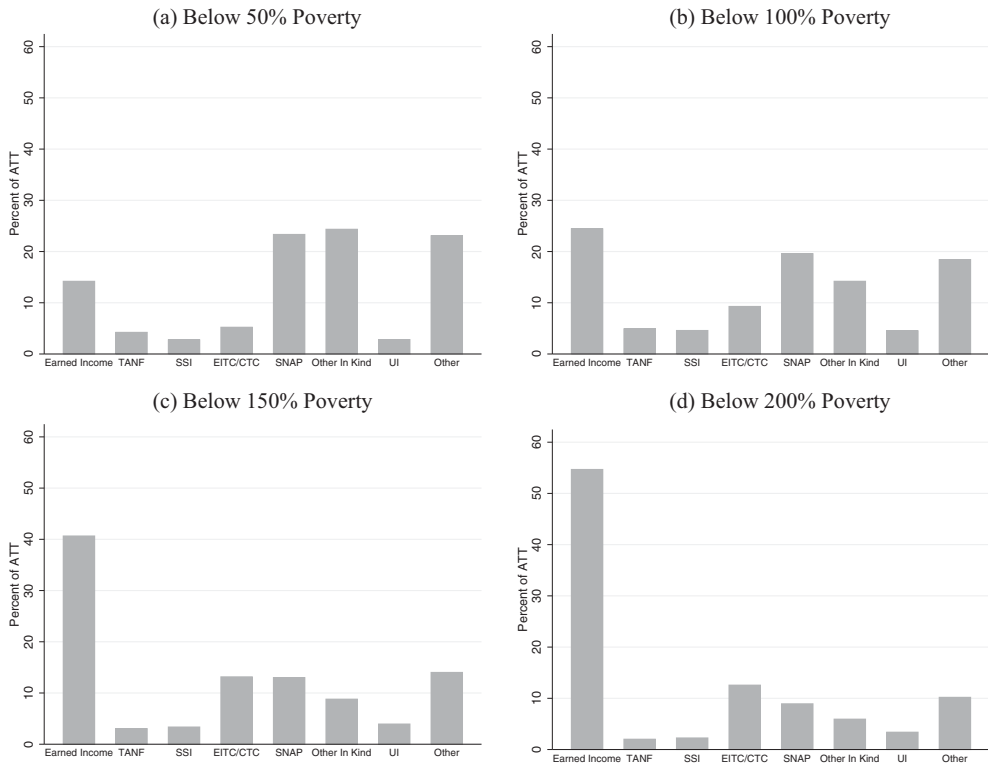 (a) Below 50% Poverty
Percent of ATT
60
50
40
30
20
10
0
Earned Income TANF SSI EITC/CTC SNAP Other In Kind UI Other
(b) Below 100% Poverty
Percent of ATT
60
50
40
30
20
10
0
Earned Income TANF SSI EITC/CTC SNAP Other In Kind UI Other
(c) Below 150% Poverty
Percent of ATT
60
50
40
30
20
10
0
Earned Income TANF SSI EITC/CTC SNAP Other In Kind UI Other
(d) Below 200% Poverty
Percent of ATT
60
50
40
30
20
10
0
Earned Income TANF SSI EITC/CTC SNAP Other In Kind UI Other